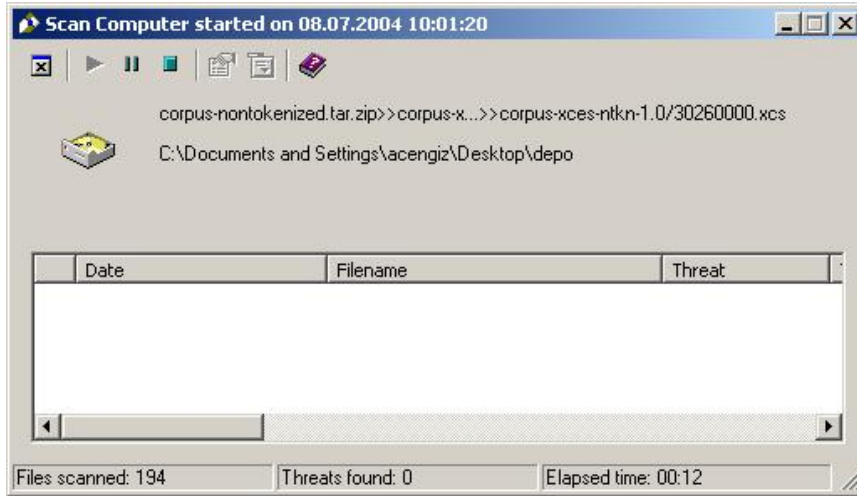 Scan Computer started on 08.07.2004 10:01:20
corpus-nontokenized.tar.zip>>corpus-x...>>corpus-xces-ntkn-1.0/30260000.xcs
C:\Documents and Settings\acengiz\Desktop\depo
Date Filename Threat
Files scanned: 194 Threats found: 0 Elapsed time: 00:12